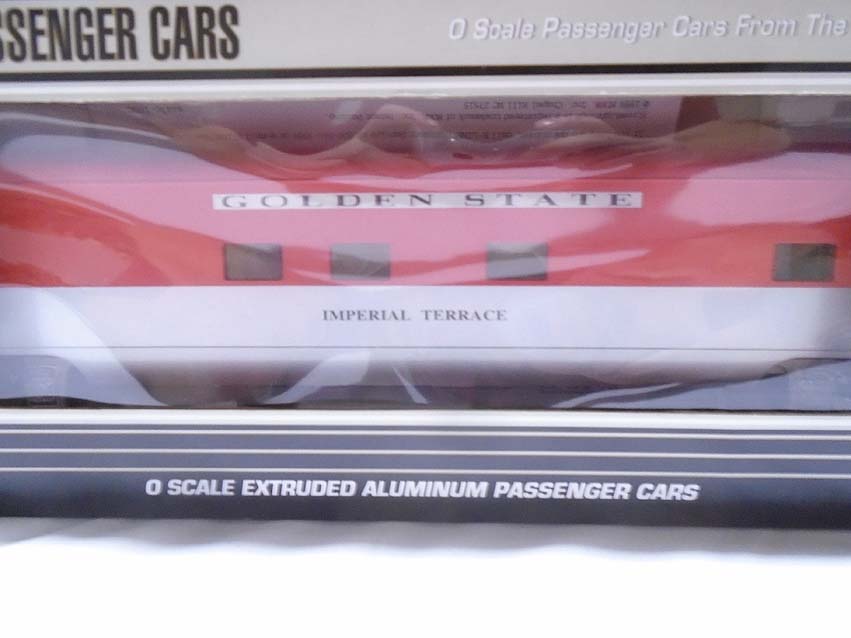 SSENGER CARS
O Scale Passenger Cars From The
GOLDEN STATE
IMPERIAL TERRACE
O SCALE EXTRUDED ALUMINUM PASSENGER CARS